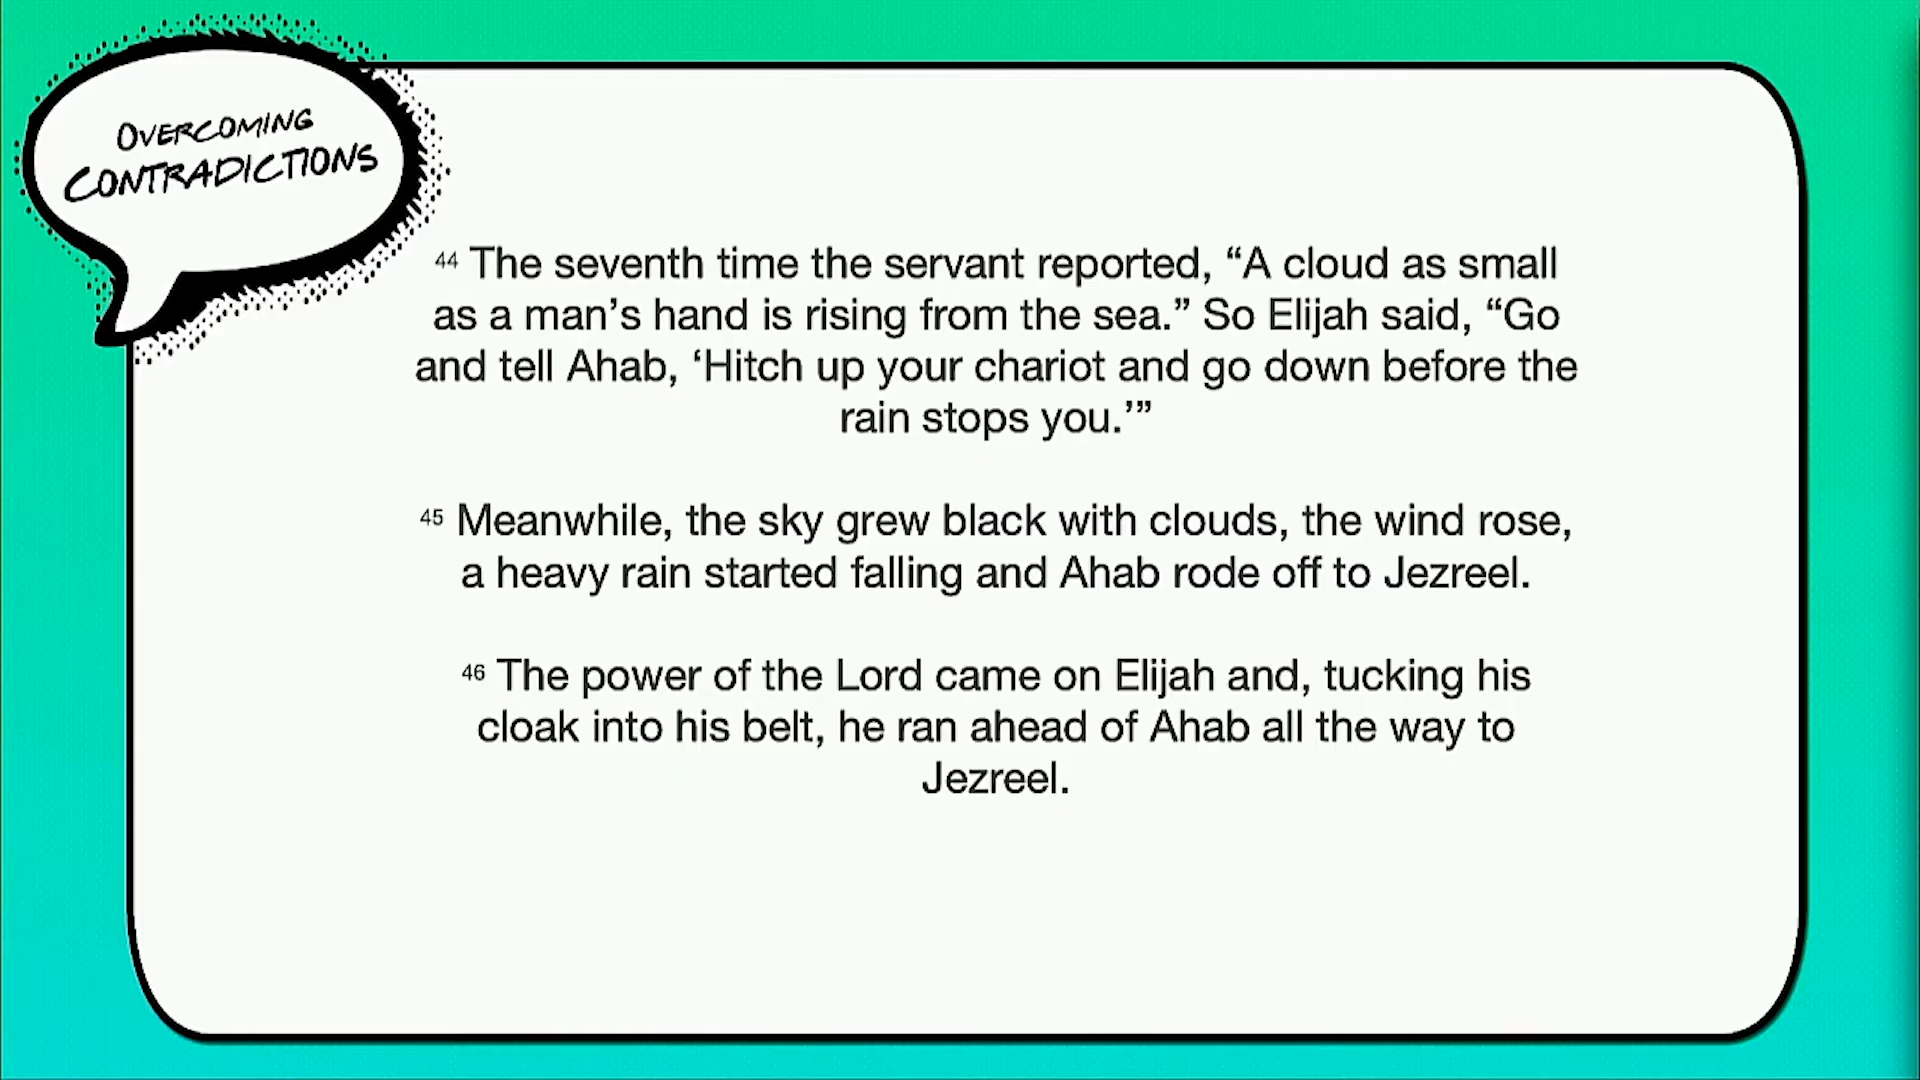 OVERCOMING
CONTRADICTIONS
44 The seventh time the servant reported, “A cloud as small
as a man’s hand is rising from the sea.” So Elijah said, “Go
and tell Ahab, ‘Hitch up your chariot and go down before the
rain stops you.’”
45 Meanwhile, the sky grew black with clouds, the wind rose,
a heavy rain started falling and Ahab rode off to Jezreel.
46 The power of the Lord came on Elijah and, tucking his
cloak into his belt, he ran ahead of Ahab all the way to
Jezreel.